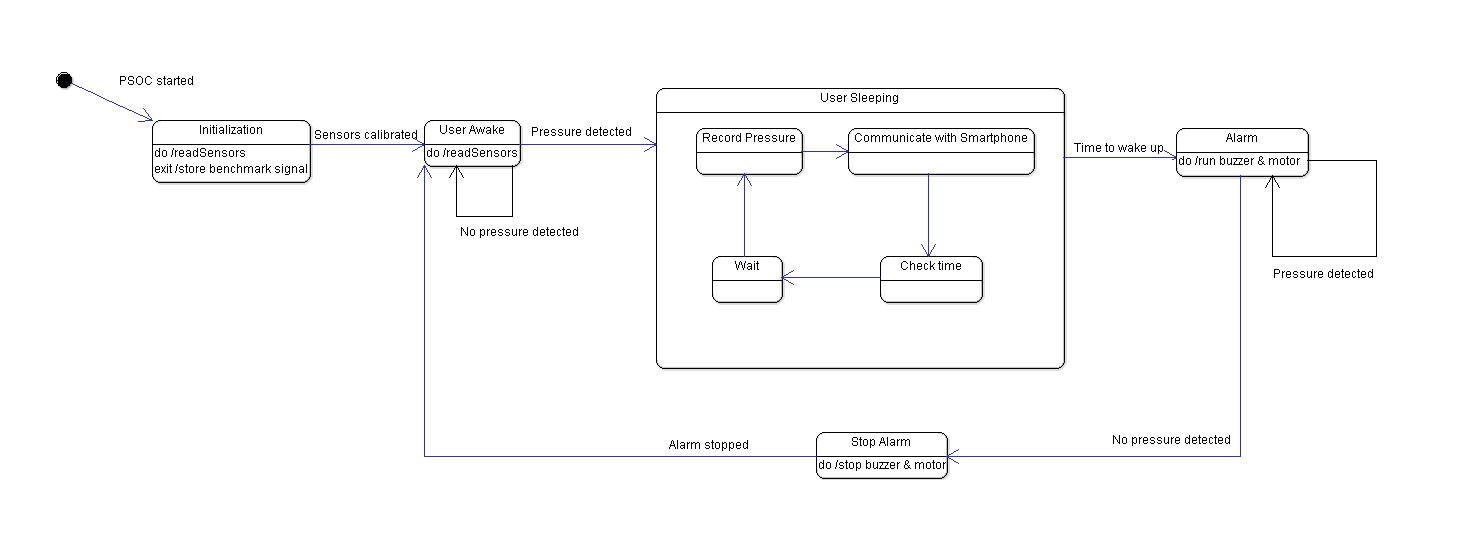 PSOC started
Initialization
do /readSensors
exit /store benchmark signal
Sensors calibrated
User Awake
do /readSensors
No pressure detected
Pressure detected
User Sleeping
Record Pressure
Communicate with Smartphone
Wait
Check time
Time to wake up
Alarm
do /run buzzer & motor
Pressure detected
No pressure detected
Stop Alarm
do /stop buzzer & motor
Alarm stopped